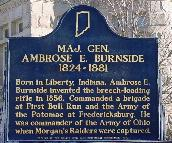 MAJ. GEN.
AMBROSE E. BURNSIDE
1824-1881
Born in Liberty, Indiana, Ambrose E.
Burnside invented the breech-loading
rifle in 1856. Commanded a brigade
at First Bull Run and the Army of
the Potomac at Fredericksburg. He
was commander of the Army of Ohio
when Morgan's Raiders were captured.